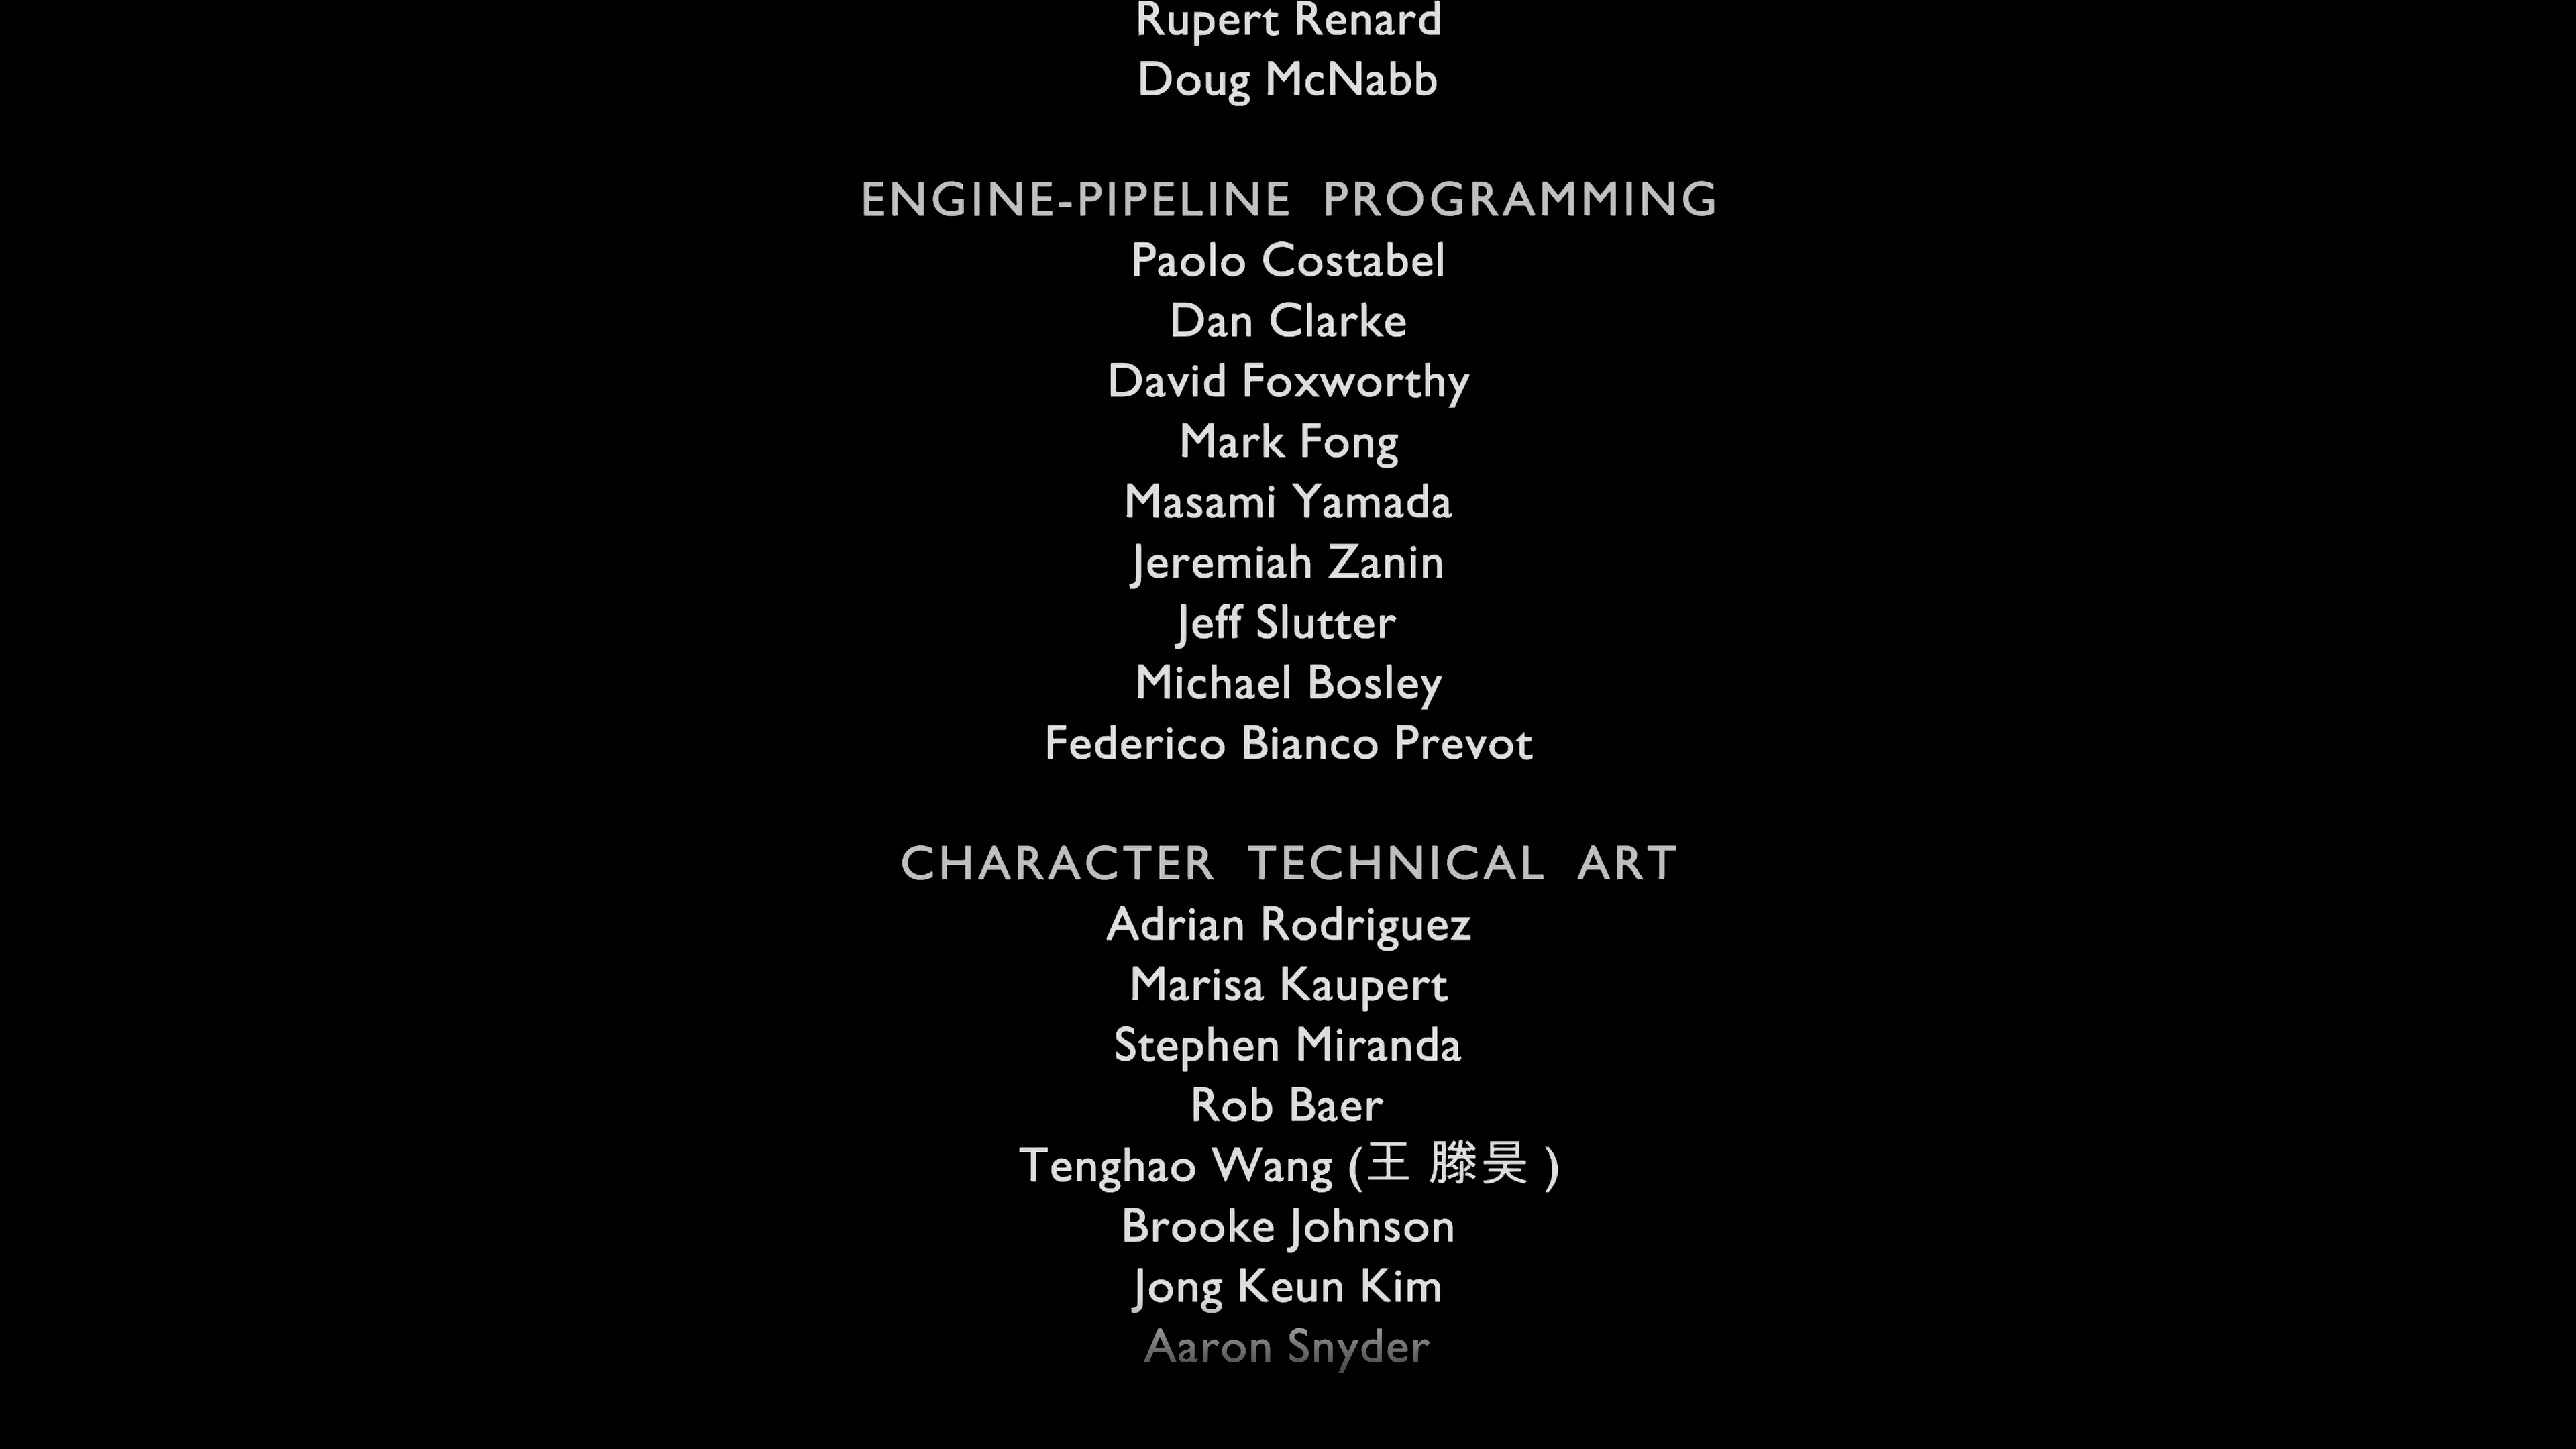 Rupert Renard
Doug McNabb
ENGINE-PIPELINE PROGRAMMING
Paolo Costabel
Dan Clarke
David Foxworthy
Mark Fong
Masami Yamada
Jeremiah Zanin
Jeff Slutter
Michael Bosley
Federico Bianco Prevot
CHARACTER TECHNICAL ART
Adrian Rodriguez
Marisa Kaupert
Stephen Miranda
Rob Baer
Tenghao Wang (王 滕昊 )
Brooke Johnson
Jong Keun Kim
Aaron Snyder